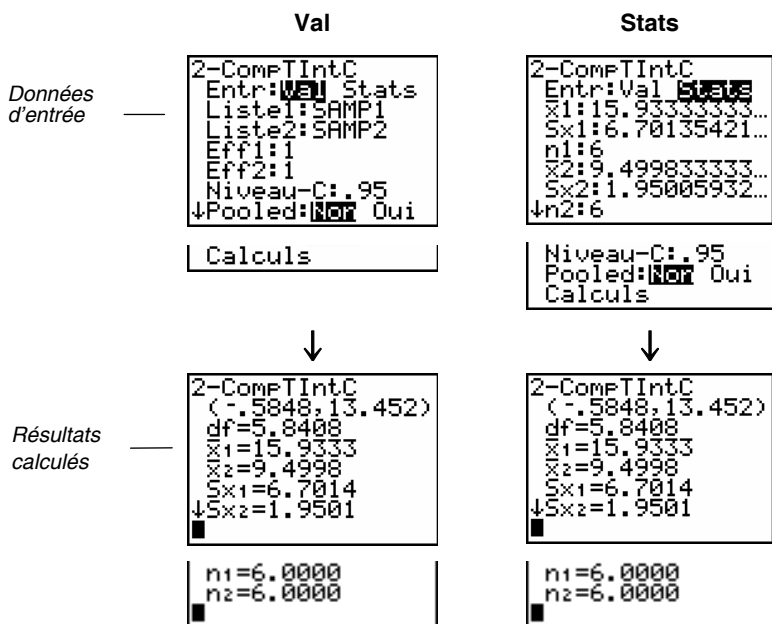 Val
Stats
Données
d'entrée
2-CompTIntC
Entr:Val Stats
Liste1:SAMP1
Liste2:SAMP2
Eff1:1
Eff2:1
Niveau-C:.95
↓Pooled:Non Oui
Calculs
2-CompTIntC
Entr:Val Stats
x̄1:15.93333333…
Sx1:6.70135421…
n1:6
x̄2:9.499833333…
Sx2:1.95005932…
↓n2:6
Niveau-C:.95
Pooled:Non Oui
Calculs
↓
↓
Résultats
calculés
2-CompTIntC
(-.5848,13.452)
df=5.8408
x̄1=15.9333
x̄2=9.4998
Sx1=6.7014
↓Sx2=1.9501
n1=6.0000
n2=6.0000
2-CompTIntC
(-.5848,13.452)
df=5.8408
x̄1=15.9333
x̄2=9.4998
Sx1=6.7014
↓Sx2=1.9501
n1=6.0000
n2=6.0000